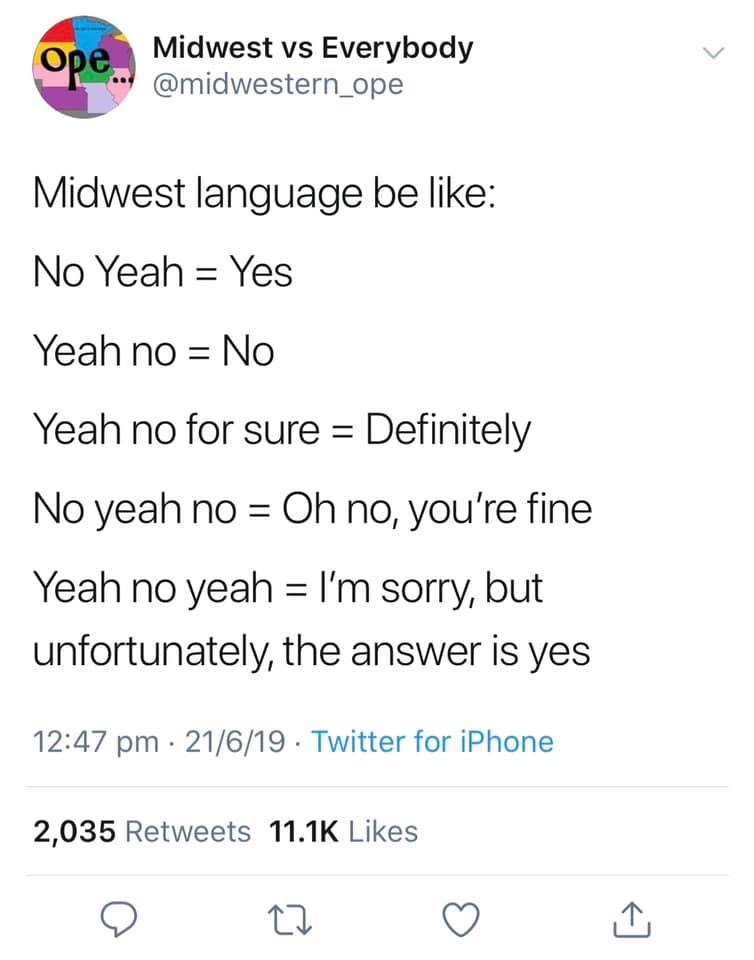 Ope...
Midwest vs Everybody
@midwestern_ope
Midwest language be like:
No Yeah = Yes
Yeah no = No
Yeah no for sure = Definitely
No yeah no = Oh no, you're fine
Yeah no yeah = I'm sorry, but
unfortunately, the answer is yes
12:47 pm · 21/6/19 · Twitter for iPhone
2,035 Retweets 11.1K Likes